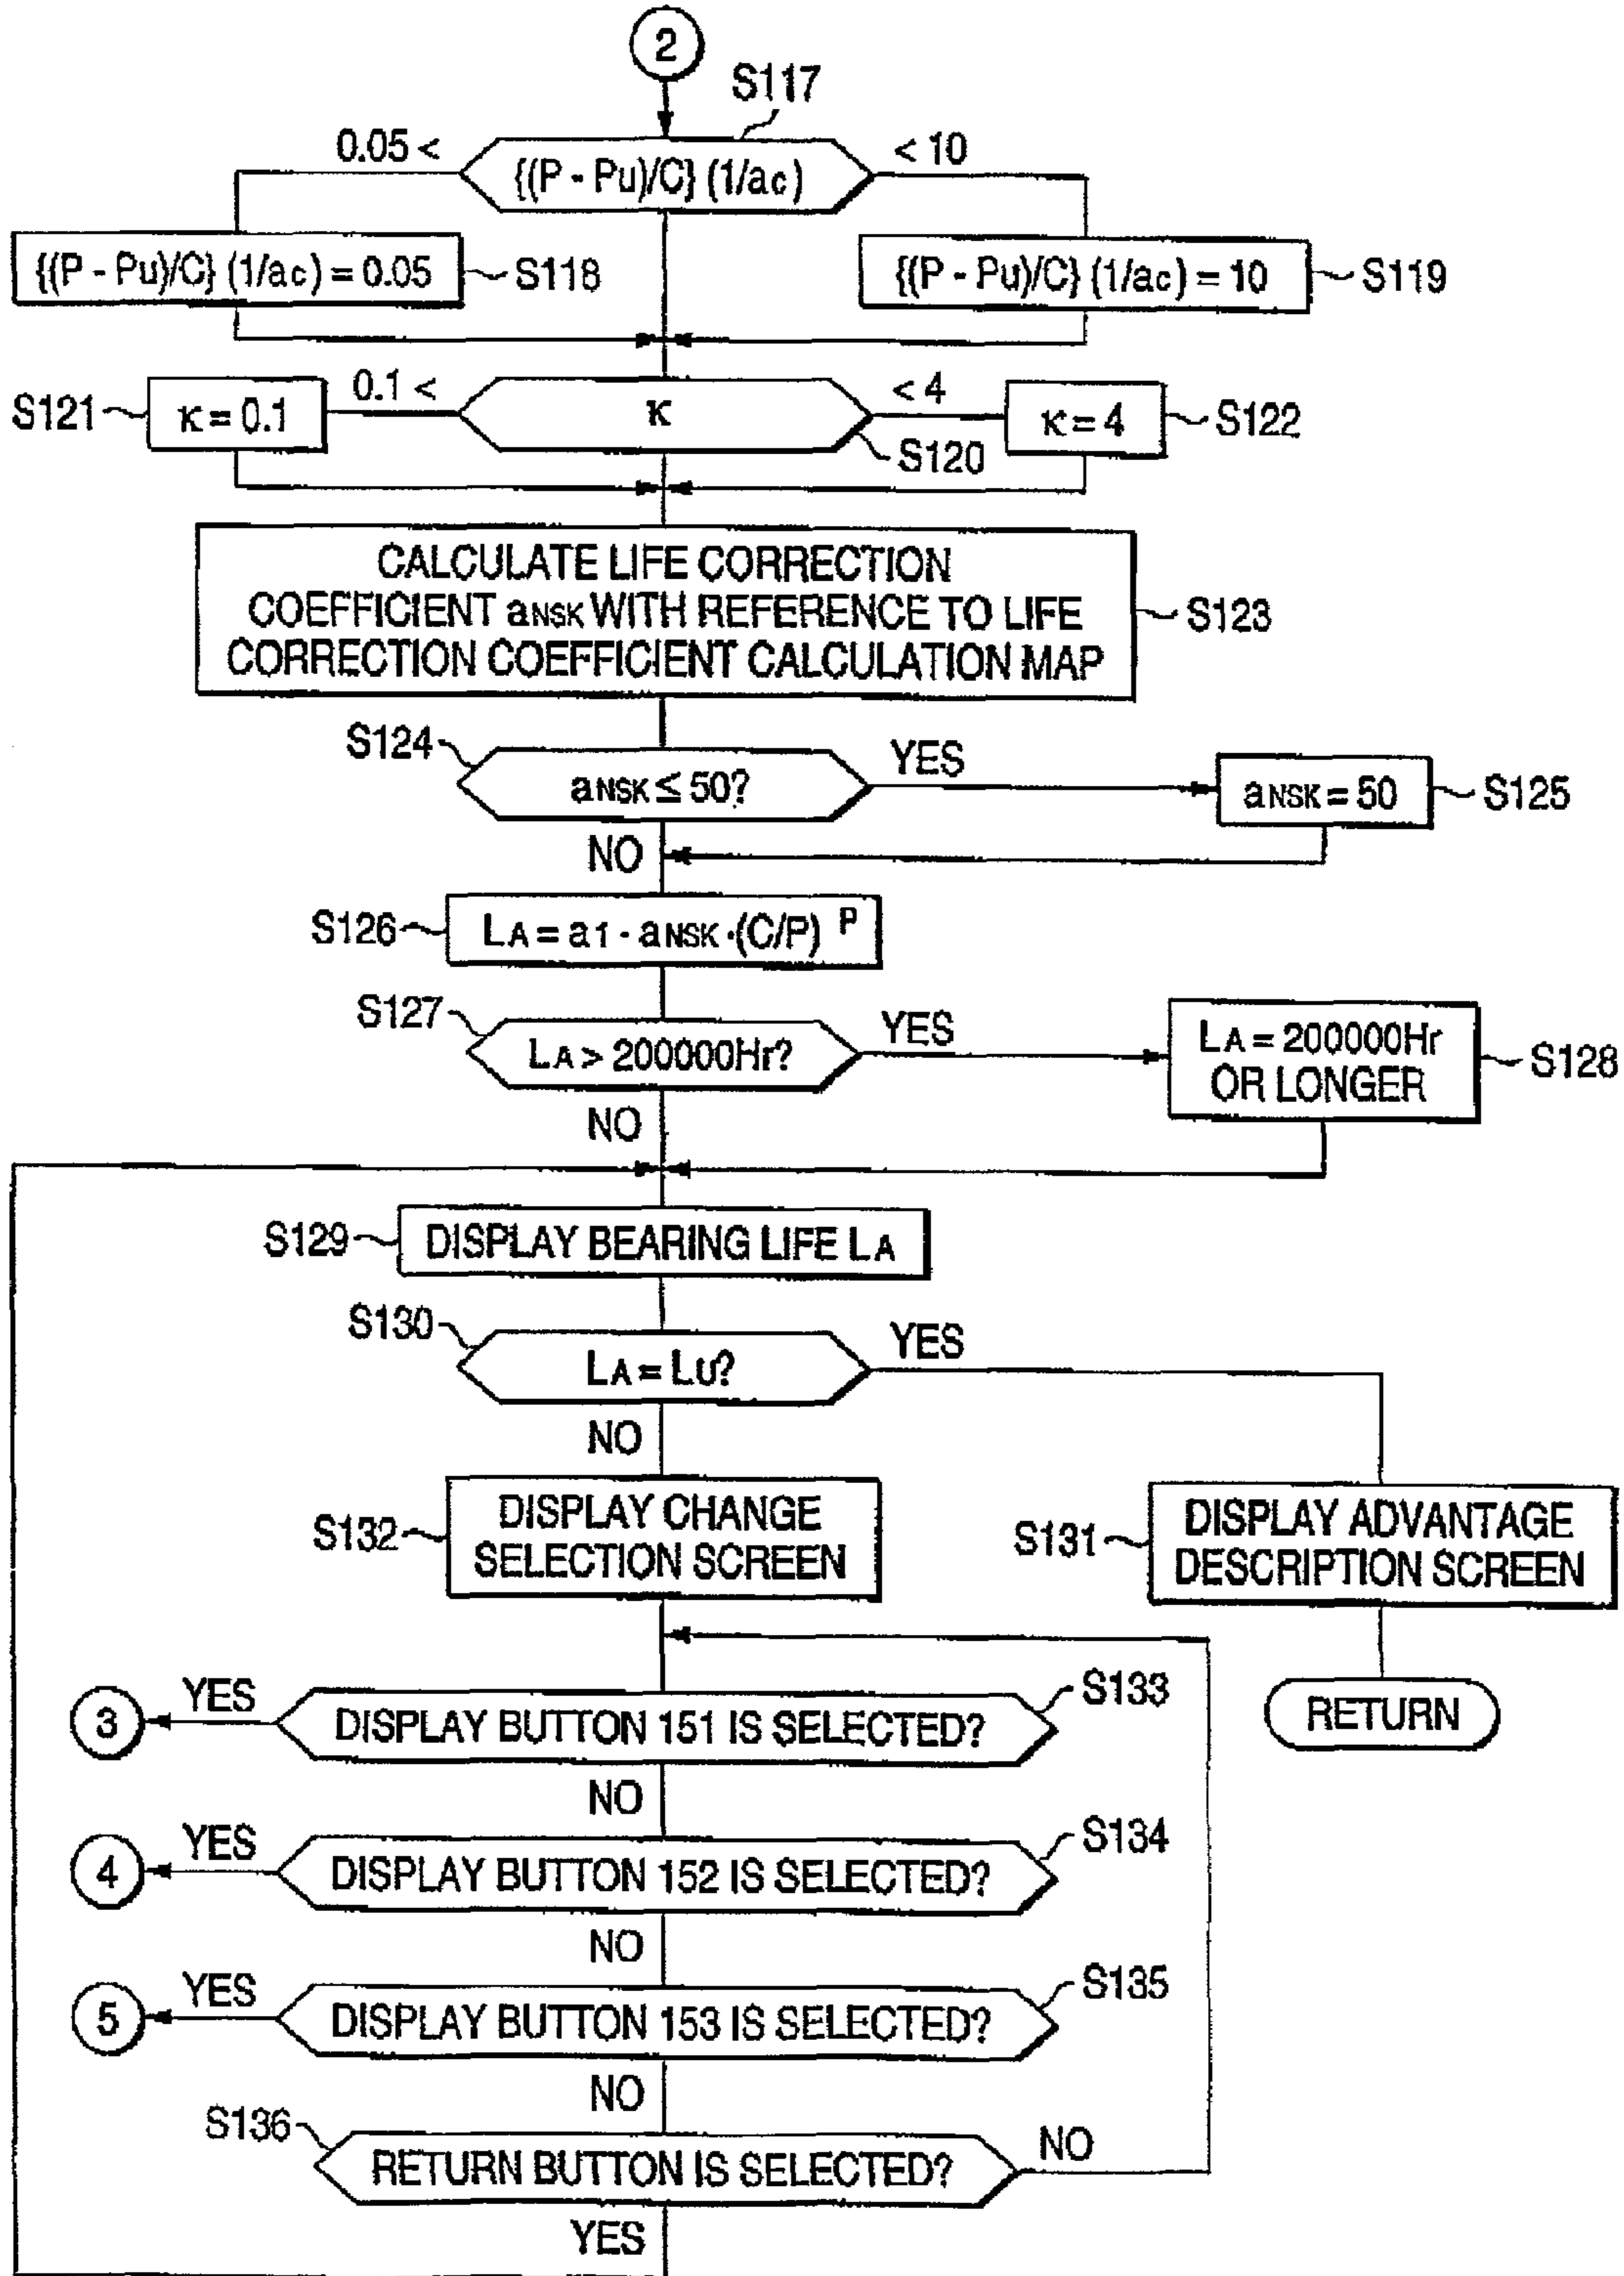 2
S117
0.05 <
{(P - Pu)/C} (1/ac)
< 10
{(P - Pu)/C} (1/ac) = 0.05
S118
{(P - Pu)/C} (1/ac) = 10
S119
S121
κ = 0.1
0.1 <
κ
< 4
S120
κ = 4
S122
CALCULATE LIFE CORRECTION
COEFFICIENT aNSK WITH REFERENCE TO LIFE
CORRECTION COEFFICIENT CALCULATION MAP
S123
S124
aNSK ≤ 50?
YES
aNSK = 50
S125
NO
S126
LA = a1 · aNSK ·(C/P) P
S127
LA > 200000Hr?
YES
LA = 200000Hr
OR LONGER
S128
NO
S129
DISPLAY BEARING LIFE LA
S130
LA = LU?
YES
NO
S132
DISPLAY CHANGE
SELECTION SCREEN
S131
DISPLAY ADVANTAGE
DESCRIPTION SCREEN
RETURN
3
YES
DISPLAY BUTTON 151 IS SELECTED?
S133
NO
4
YES
DISPLAY BUTTON 152 IS SELECTED?
S134
NO
5
YES
DISPLAY BUTTON 153 IS SELECTED?
S135
NO
S136
RETURN BUTTON IS SELECTED?
NO
YES